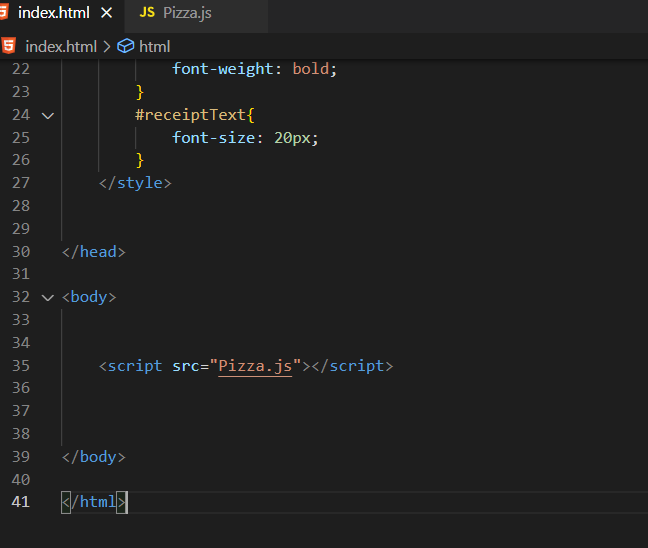 index.html × JS Pizza.js
index.html > html
22 font-weight: bold;
23 }
24 #receiptText{
25 font-size: 20px;
26 }
27 </style>
28
29
30 </head>
31
32 <body>
33
34
35 <script src="Pizza.js"></script>
36
37
38
39 </body>
40
41 </html>